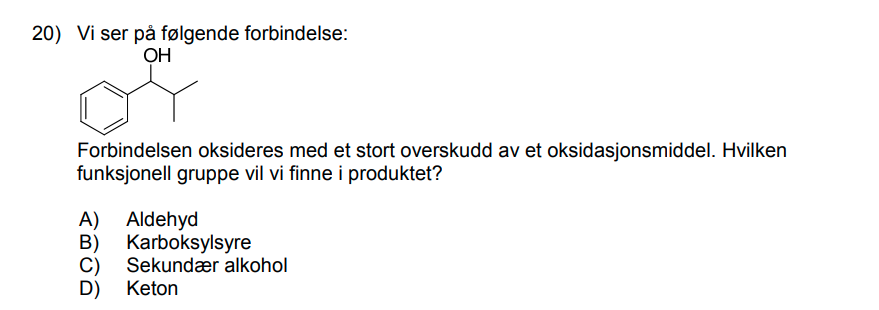 20) Vi ser på følgende forbindelse:
OH
Forbindelsen oksideres med et stort overskudd av et oksidasjonsmiddel. Hvilken
funksjonell gruppe vil vi finne i produktet?
A) Aldehyd
B) Karboksylsyre
C) Sekundær alkohol
D) Keton